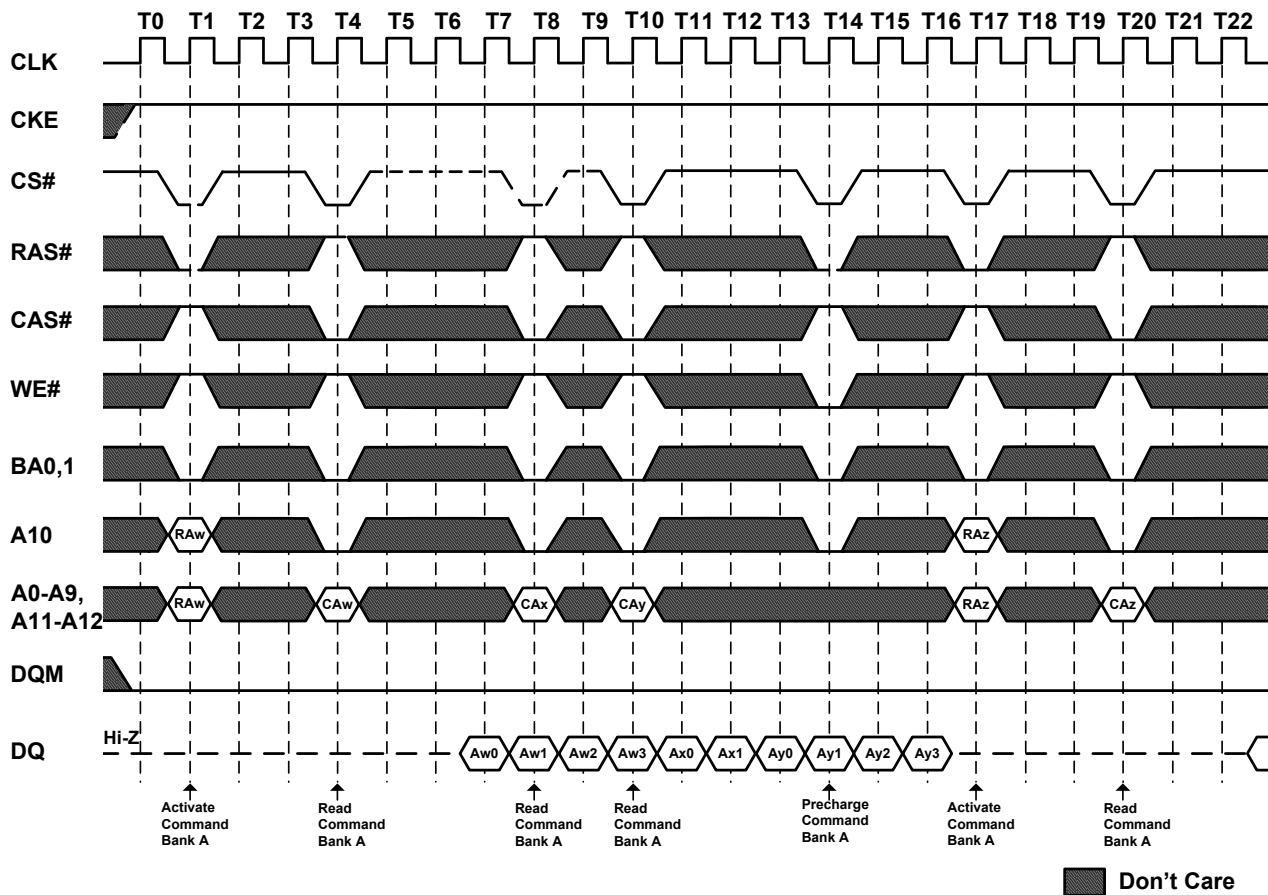 T0 T1 T2 T3 T4 T5 T6 T7 T8 T9 T10 T11 T12 T13 T14 T15 T16 T17 T18 T19 T20 T21 T22
CLK
CKE
CS#
RAS#
CAS#
WE#
BA0,1
A10
RAw RAz
A0-A9,
A11-A12
RAw CAw CAx CAy RAz CAz
DQM
Hi-Z
DQ
Aw0 Aw1 Aw2 Aw3 Ax0 Ax1 Ay0 Ay1 Ay2 Ay3
Activate
Command
Bank A
Read
Command
Bank A
Read
Command
Bank A
Read
Command
Bank A
Precharge
Command
Bank A
Activate
Command
Bank A
Read
Command
Bank A
Don't Care